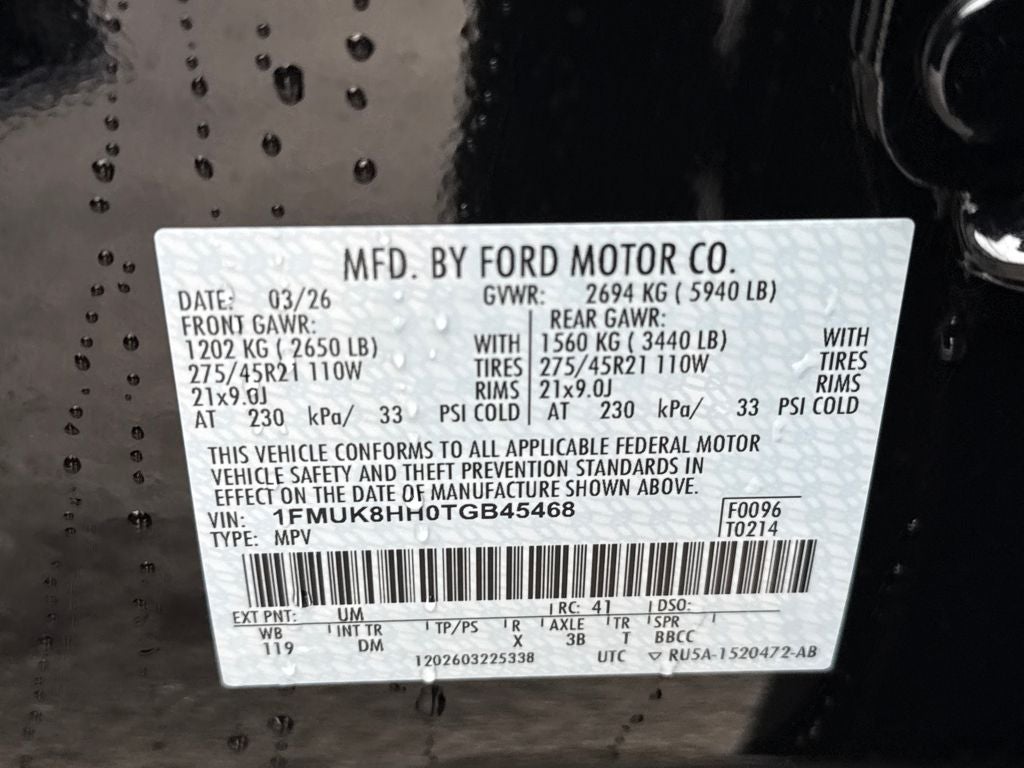 MFD. BY FORD MOTOR CO.
DATE: 03/26 GVWR: 2694 KG ( 5940 LB)
FRONT GAWR: REAR GAWR:
1202 KG ( 2650 LB) WITH 1560 KG ( 3440 LB) WITH
275/45R21 110W TIRES 275/45R21 110W TIRES
21x9.0J RIMS 21x9.0J RIMS
AT 230 kPa/ 33 PSI COLD AT 230 kPa/ 33 PSI COLD
THIS VEHICLE CONFORMS TO ALL APPLICABLE FEDERAL MOTOR
VEHICLE SAFETY AND THEFT PREVENTION STANDARDS IN
EFFECT ON THE DATE OF MANUFACTURE SHOWN ABOVE.
VIN: 1FMUK8HH0TGB45468 F0096
TYPE: MPV T0214
EXT PNT: UM RC: 41 DSO:
WB INT TR TP/PS R AXLE TR SPR
119 DM X 3B T BBCC
1202603225338 UTC ▽ RU5A-1520472-AB